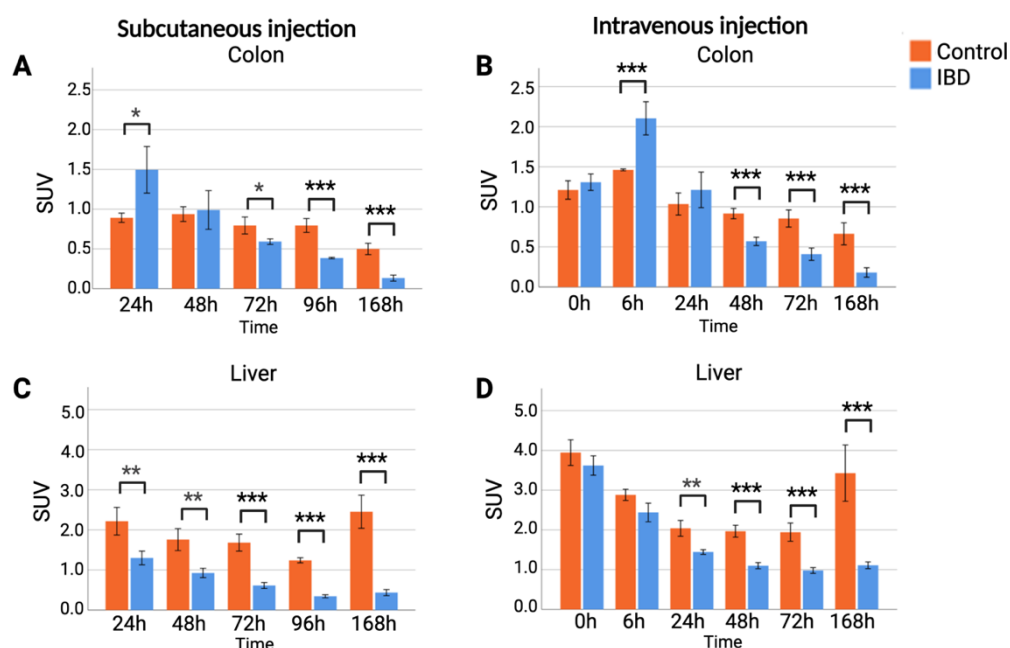 Subcutaneous injection
Intravenous injection
Control
IBD
A
Colon
SUV
2.5
2.0
1.5
1.0
0.5
0.0
*
*
***
***
24h 48h 72h 96h 168h
Time
B
Colon
SUV
2.5
2.0
1.5
1.0
0.5
0.0
***
***
***
***
0h 6h 24h 48h 72h 168h
Time
C
Liver
SUV
5.0
4.0
3.0
2.0
1.0
0.0
**
**
***
***
***
24h 48h 72h 96h 168h
Time
D
Liver
SUV
5.0
4.0
3.0
2.0
1.0
0.0
**
***
***
***
0h 6h 24h 48h 72h 168h
Time